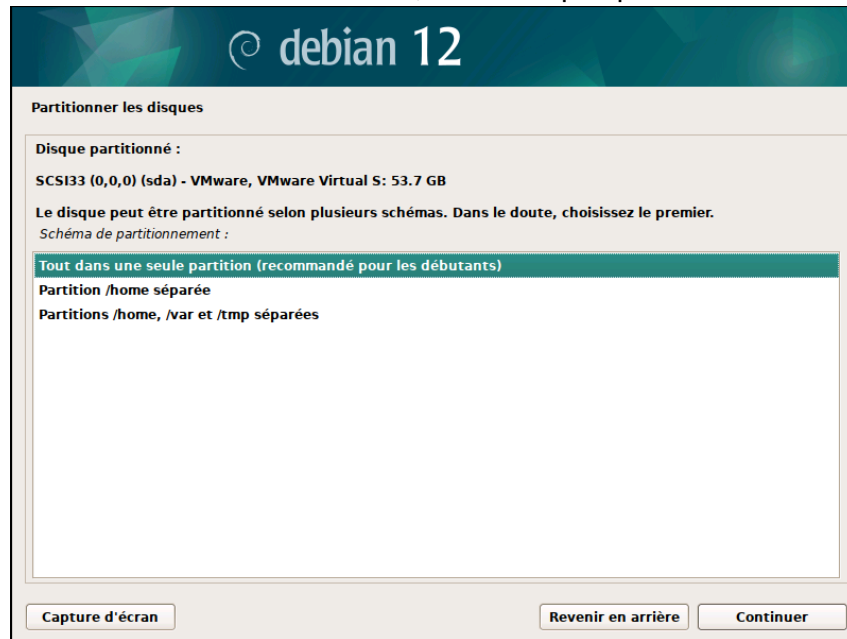 debian 12
Partitionner les disques
Disque partitionné :
SCSI33 (0,0,0) (sda) - VMware, VMware Virtual S: 53.7 GB
Le disque peut être partitionné selon plusieurs schémas. Dans le doute, choisissez le premier.
Schéma de partitionnement :
Tout dans une seule partition (recommandé pour les débutants)
Partition /home séparée
Partitions /home, /var et /tmp séparées
Capture d'écran Revenir en arrière Continuer